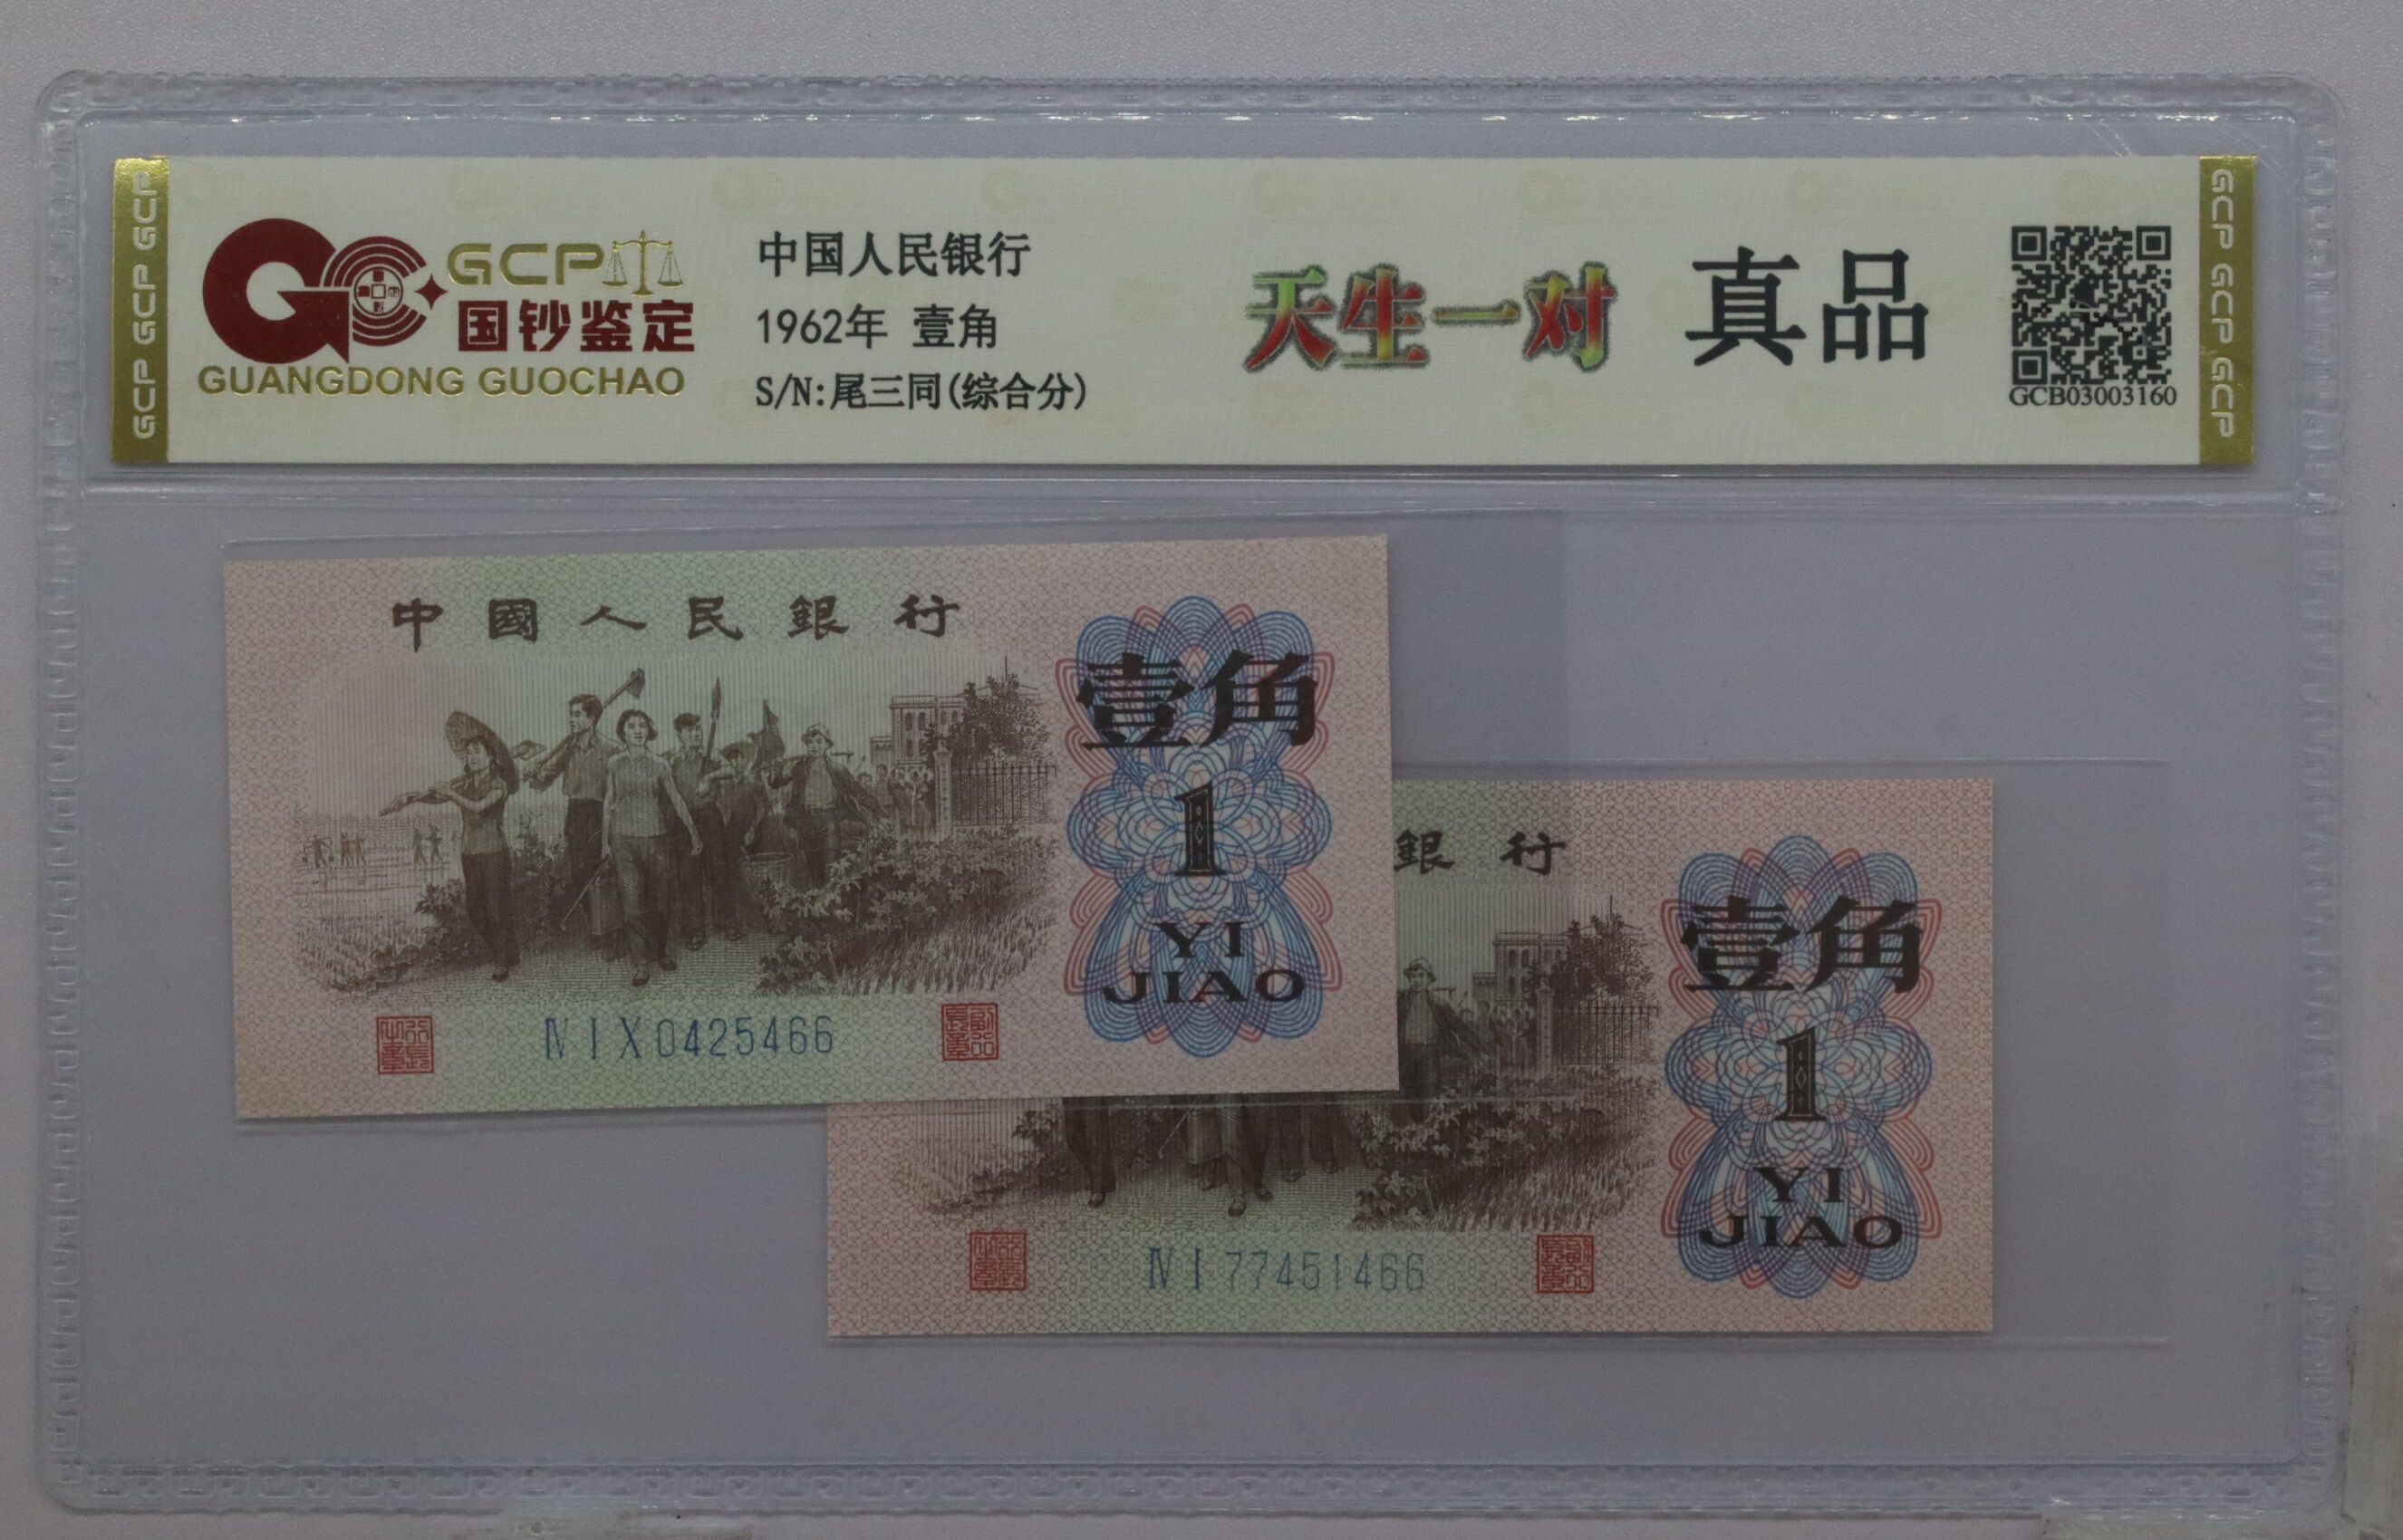 GCP GCP GCP
GCP
国钞鉴定
GUANGDONG GUOCHAO
中国人民银行
1962年 壹角
S/N:尾三同(综合分)
天生一对
真品
GCB03003160
GCP GCP GCP
中國人民銀行
壹角
1
YI
JIAO
ⅣⅠⅩ0425466
銀行
壹角
1
YI
JIAO
ⅣⅠ77451466